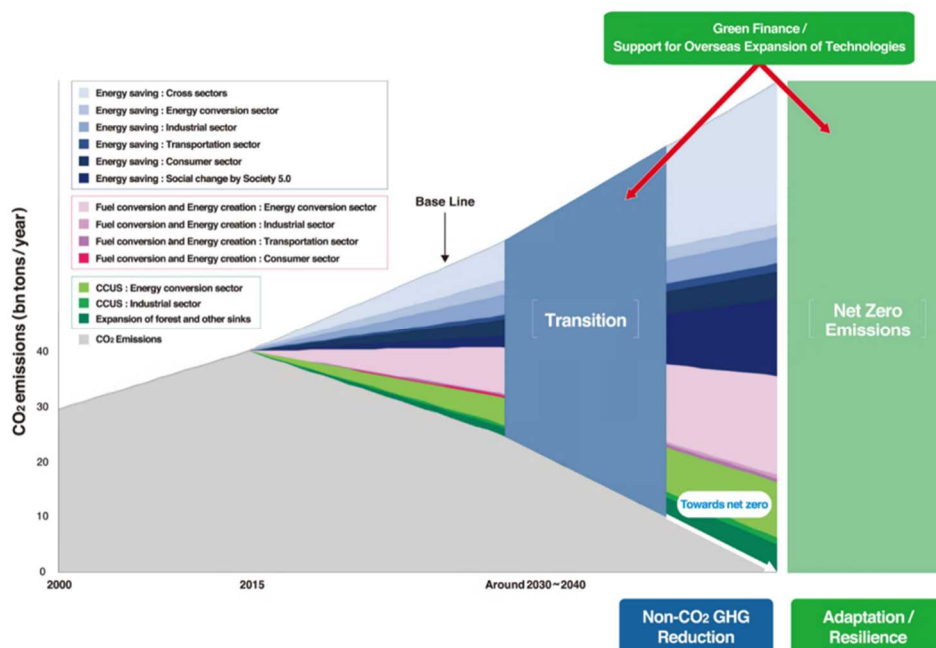 Green Finance /
Support for Overseas Expansion of Technologies
Energy saving : Cross sectors
Energy saving : Energy conversion sector
Energy saving : Industrial sector
Energy saving : Transportation sector
Energy saving : Consumer sector
Energy saving : Social change by Society 5.0
Fuel conversion and Energy creation : Energy conversion sector
Fuel conversion and Energy creation : Industrial sector
Fuel conversion and Energy creation : Transportation sector
Fuel conversion and Energy creation : Consumer sector
CCUS : Energy conversion sector
CCUS : Industrial sector
Expansion of forest and other sinks
CO₂ Emissions
Base Line
[ Transition ]
[ Net Zero
Emissions ]
CO₂ emissions (bn tons/year)
40
30
20
10
0
Towards net zero
2000
2015
Around 2030~2040
Non-CO₂ GHG
Reduction
Adaptation /
Resilience